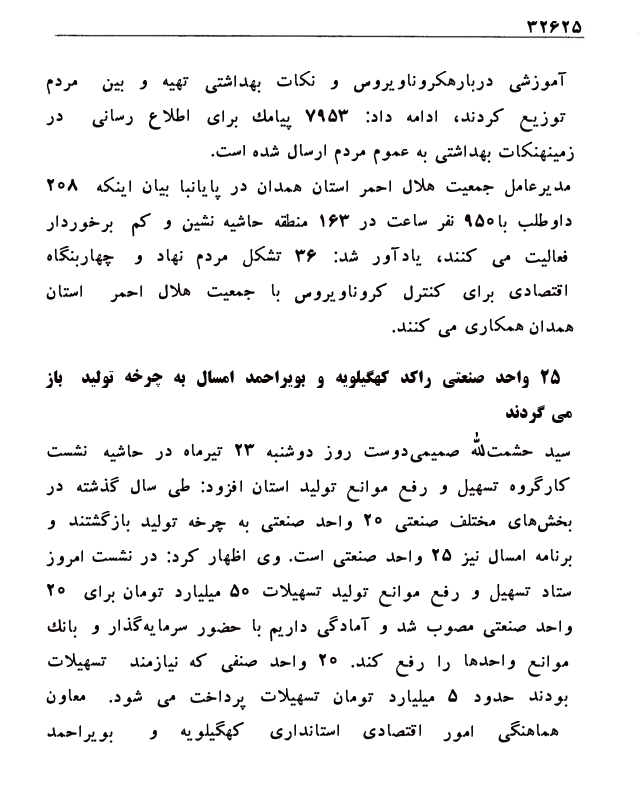 ۳۲۶۲۵
آموزشی دربارهکروناویروس و نکات بهداشتی تهیه و بین مردم
توزیع کردند، ادامه داد: ۷۹۵۳ پیامك برای اطلاع رسانی در
زمینهنکات بهداشتی به عموم مردم ارسال شده است.
مدیرعامل جمعیت هلال احمر استان همدان در پایانبا بیان اینکه ۲۰۸
داوطلب با۹۵۰ نفر ساعت در ۱۶۳ منطقه حاشیه نشین و کم برخوردار
فعالیت می کنند، یادآور شد: ۳۶ تشکل مردم نهاد و چهاربنگاه
اقتصادی برای کنترل کروناویروس با جمعیت هلال احمر استان
همدان همکاری می کنند.
۲۵ واحد صنعتی راکد کهگیلویه و بویراحمد امسال به چرخه تولید باز
می گردند
سید حشمت‌الله صمیمی‌دوست روز دوشنبه ۲۳ تیرماه در حاشیه نشست
کارگروه تسهیل و رفع موانع تولید استان افزود: طی سال گذشته در
بخش‌های مختلف صنعتی ۲۰ واحد صنعتی به چرخه تولید بازگشتند و
برنامه امسال نیز ۲۵ واحد صنعتی است. وی اظهار کرد: در نشست امروز
ستاد تسهیل و رفع موانع تولید تسهیلات ۵۰ میلیارد تومان برای ۲۰
واحد صنعتی مصوب شد و آمادگی داریم با حضور سرمایه‌گذار و بانك
موانع واحدها را رفع کند. ۲۰ واحد صنفی که نیازمند تسهیلات
بودند حدود ۵ میلیارد تومان تسهیلات پرداخت می شود. معاون
هماهنگی امور اقتصادی استانداری کهگیلویه و بویراحمد